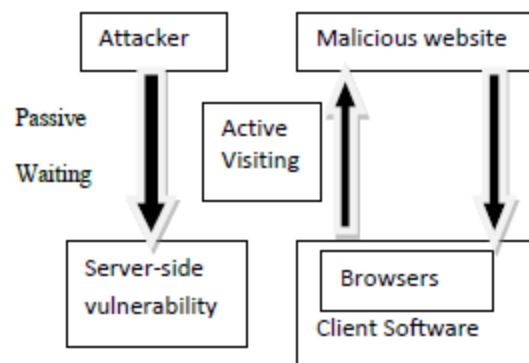 Attacker
Malicious website
Passive
Waiting
Active
Visiting
Server-side
vulnerability
Browsers
Client Software